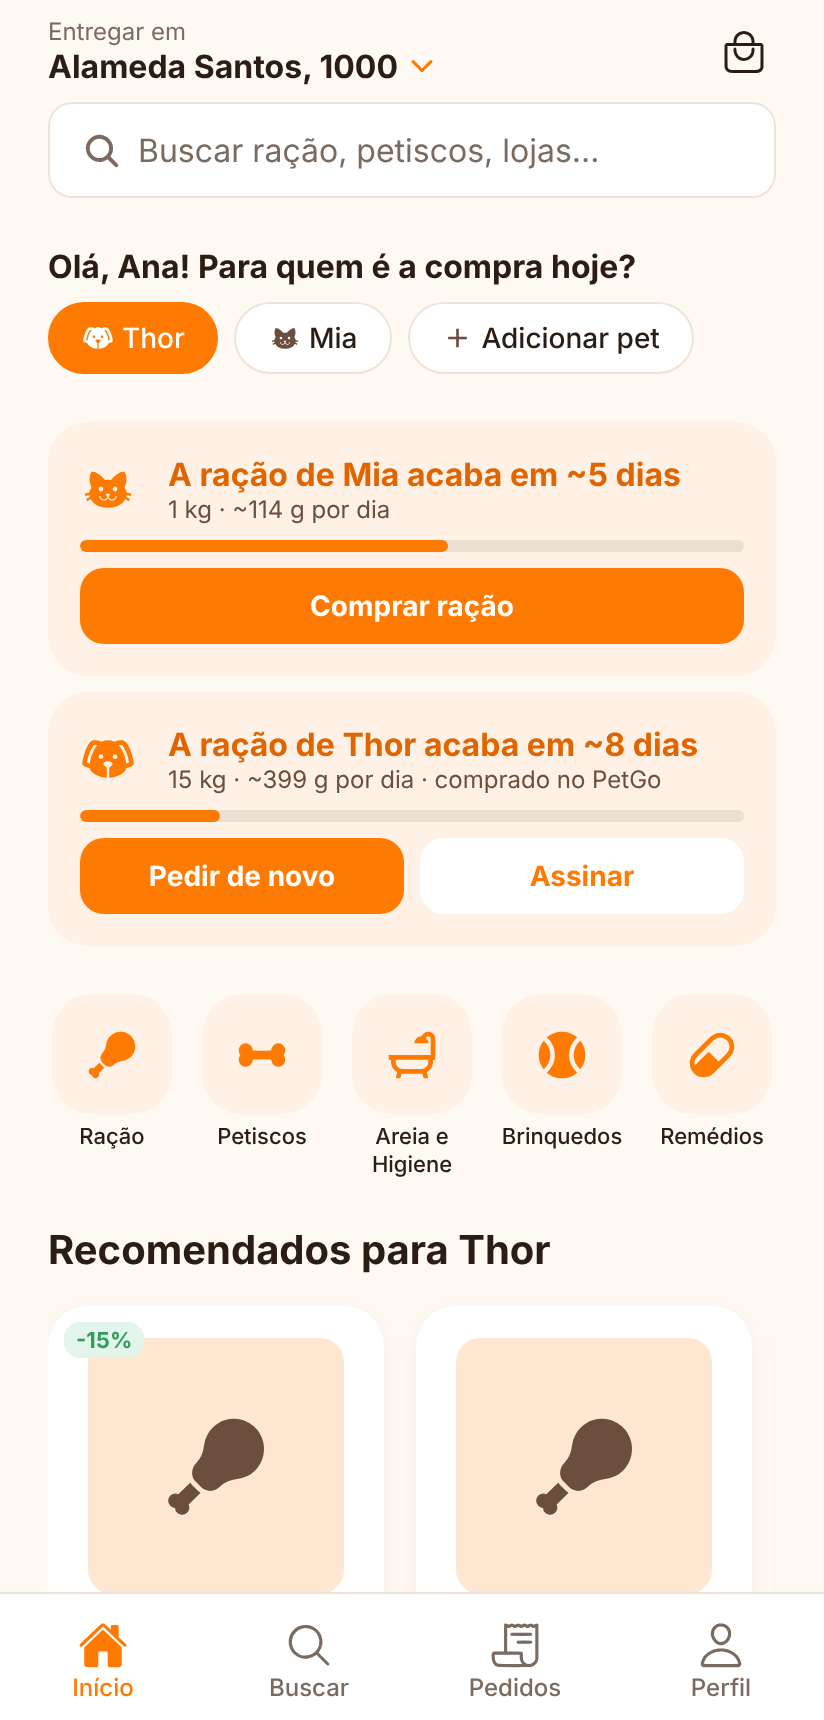 Entregar em
Alameda Santos, 1000
Buscar ração, petiscos, lojas...
Olá, Ana! Para quem é a compra hoje?
Thor
Mia
+ Adicionar pet
A ração de Mia acaba em ~5 dias
1 kg · ~114 g por dia
Comprar ração
A ração de Thor acaba em ~8 dias
15 kg · ~399 g por dia · comprado no PetGo
Pedir de novo
Assinar
Ração
Petiscos
Areia e
Higiene
Brinquedos
Remédios
Recomendados para Thor
-15%
Início
Buscar
Pedidos
Perfil